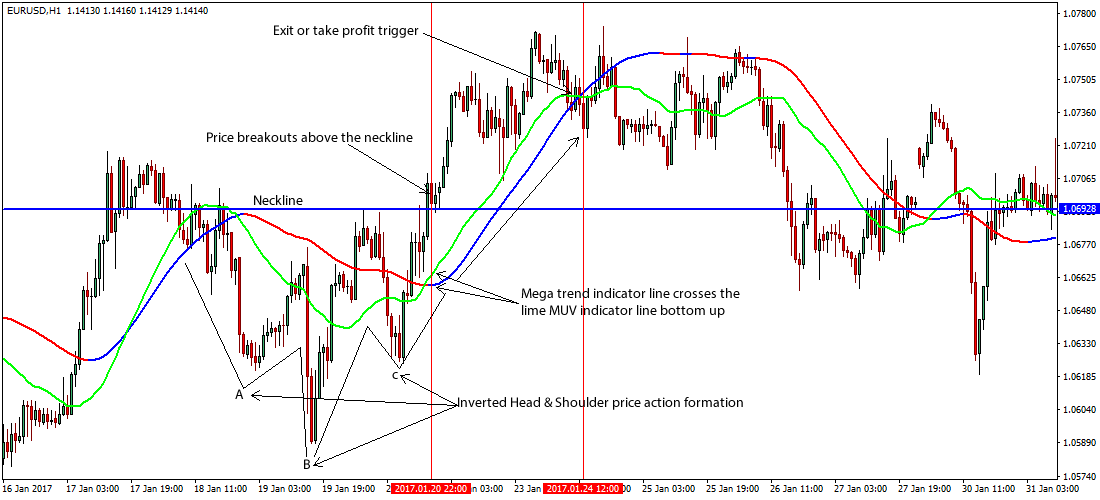 EURUSD,H1 1.14130 1.14160 1.14129 1.14140
1.07800
Exit or take profit trigger
1.07650
1.07505
1.07360
Price breakouts above the neckline
1.07210
1.07065
Neckline
1.06928
1.06770
1.06625
Mega trend indicator line crosses the
lime MUV indicator line bottom up
1.06480
1.06330
1.06185
A
B
c
Inverted Head & Shoulder price action formation
1.06040
1.05890
1.05740
16 Jan 2017 17 Jan 03:00 17 Jan 19:00 18 Jan 11:00 19 Jan 03:00 19 Jan 19:00 2 2017.01.20 22:00 n 03:00 23 Jan 2017.01.24 12:00 0 25 Jan 03:00 25 Jan 19:00 26 Jan 11:00 27 Jan 03:00 27 Jan 19:00 30 Jan 11:00 31 Jan 03:00